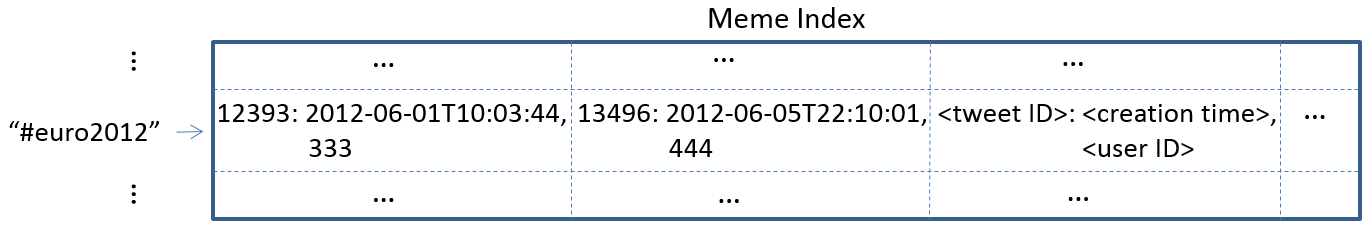 Meme Index
⋮ ... ... ...
“#euro2012” → 12393: 2012-06-01T10:03:44, 333 13496: 2012-06-05T22:10:01, 444 <tweet ID>: <creation time>, <user ID> ...
⋮ ... ... ...